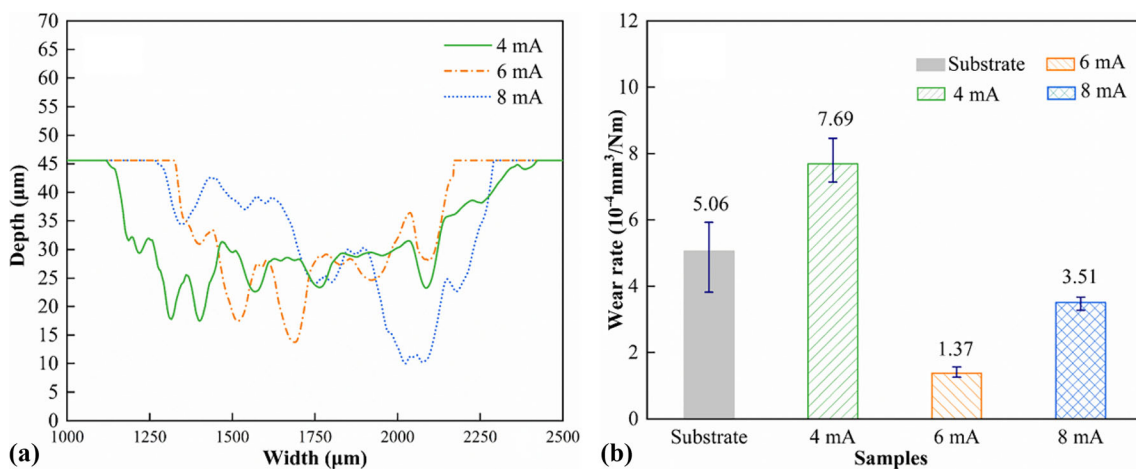 70
65
60
55
50
45
40
35
30
25
20
15
10
5
0
Depth (μm)
4 mA
6 mA
8 mA
1000 1250 1500 1750 2000 2250 2500
(a) Width (μm)
12
10
8
6
4
2
0
Wear rate (10⁻⁴mm³/Nm)
Substrate 6 mA
4 mA 8 mA
5.06
7.69
1.37
3.51
Substrate 4 mA 6 mA 8 mA
(b) Samples